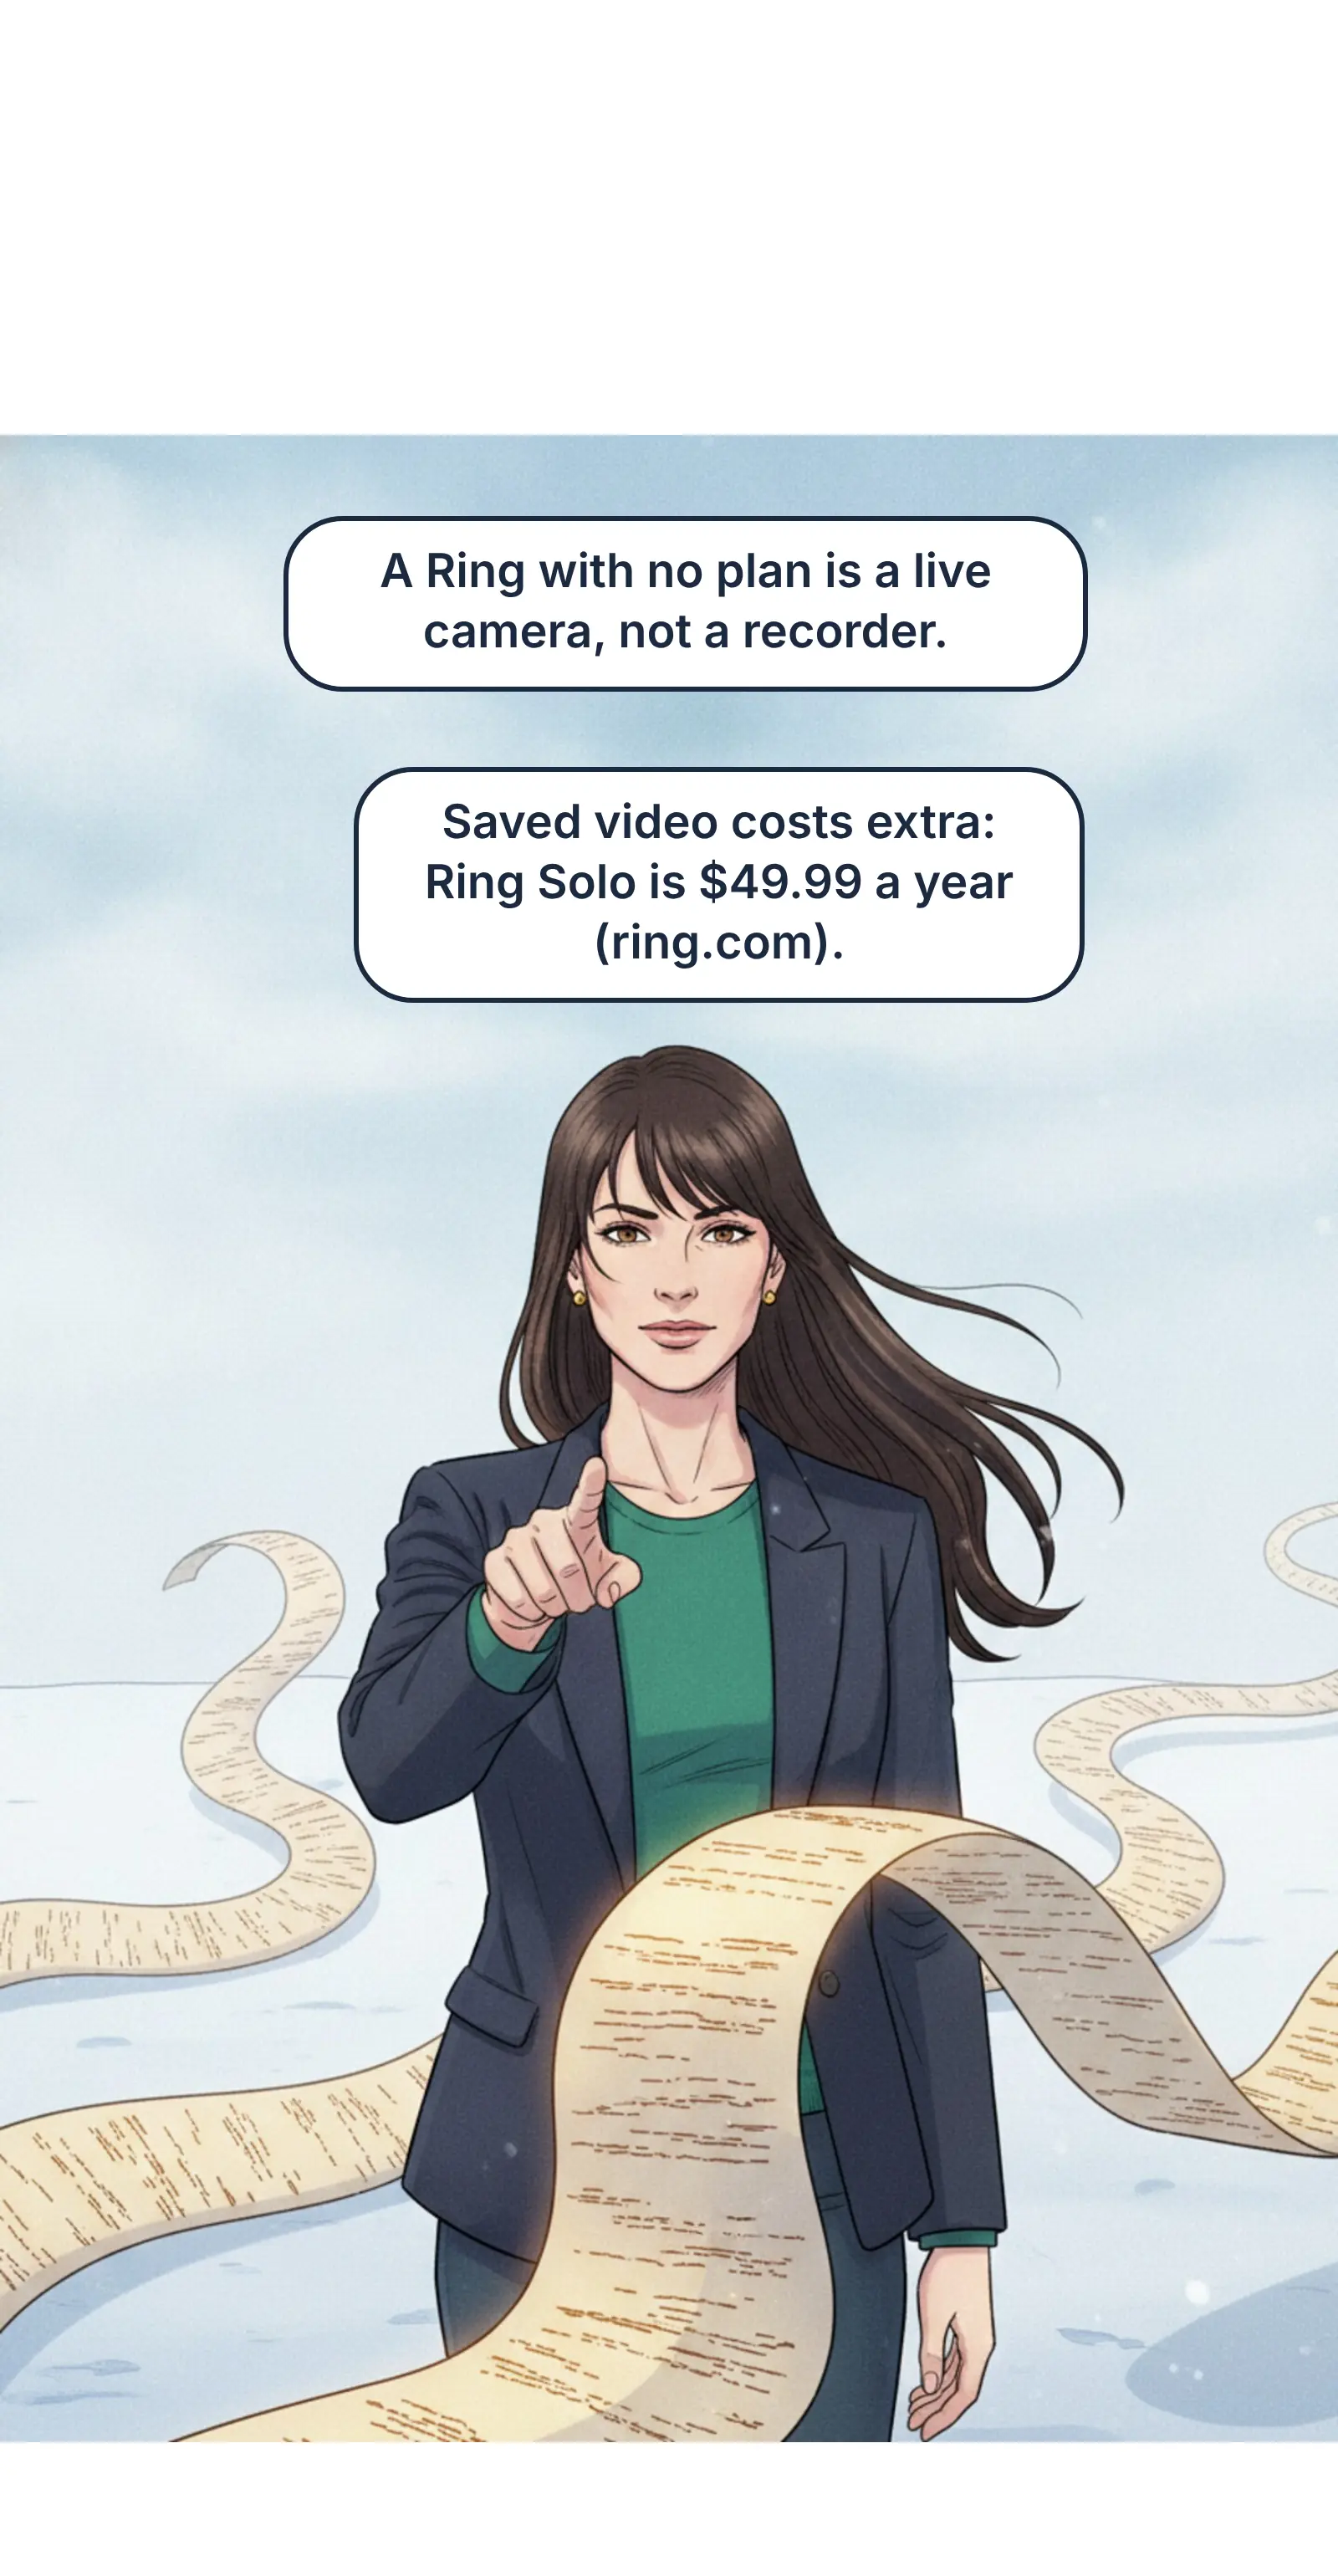 A Ring with no plan is a live
camera, not a recorder.
Saved video costs extra:
Ring Solo is $49.99 a year
(ring.com).